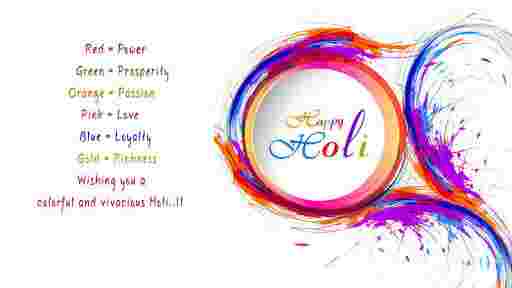 Red = Power
Green = Prosperity
Orange = Passion
Pink = Love
Blue = Loyalty
Gold = Richness
Wishing you a
colorful and vivacious Holi..!!
Happy
Holi